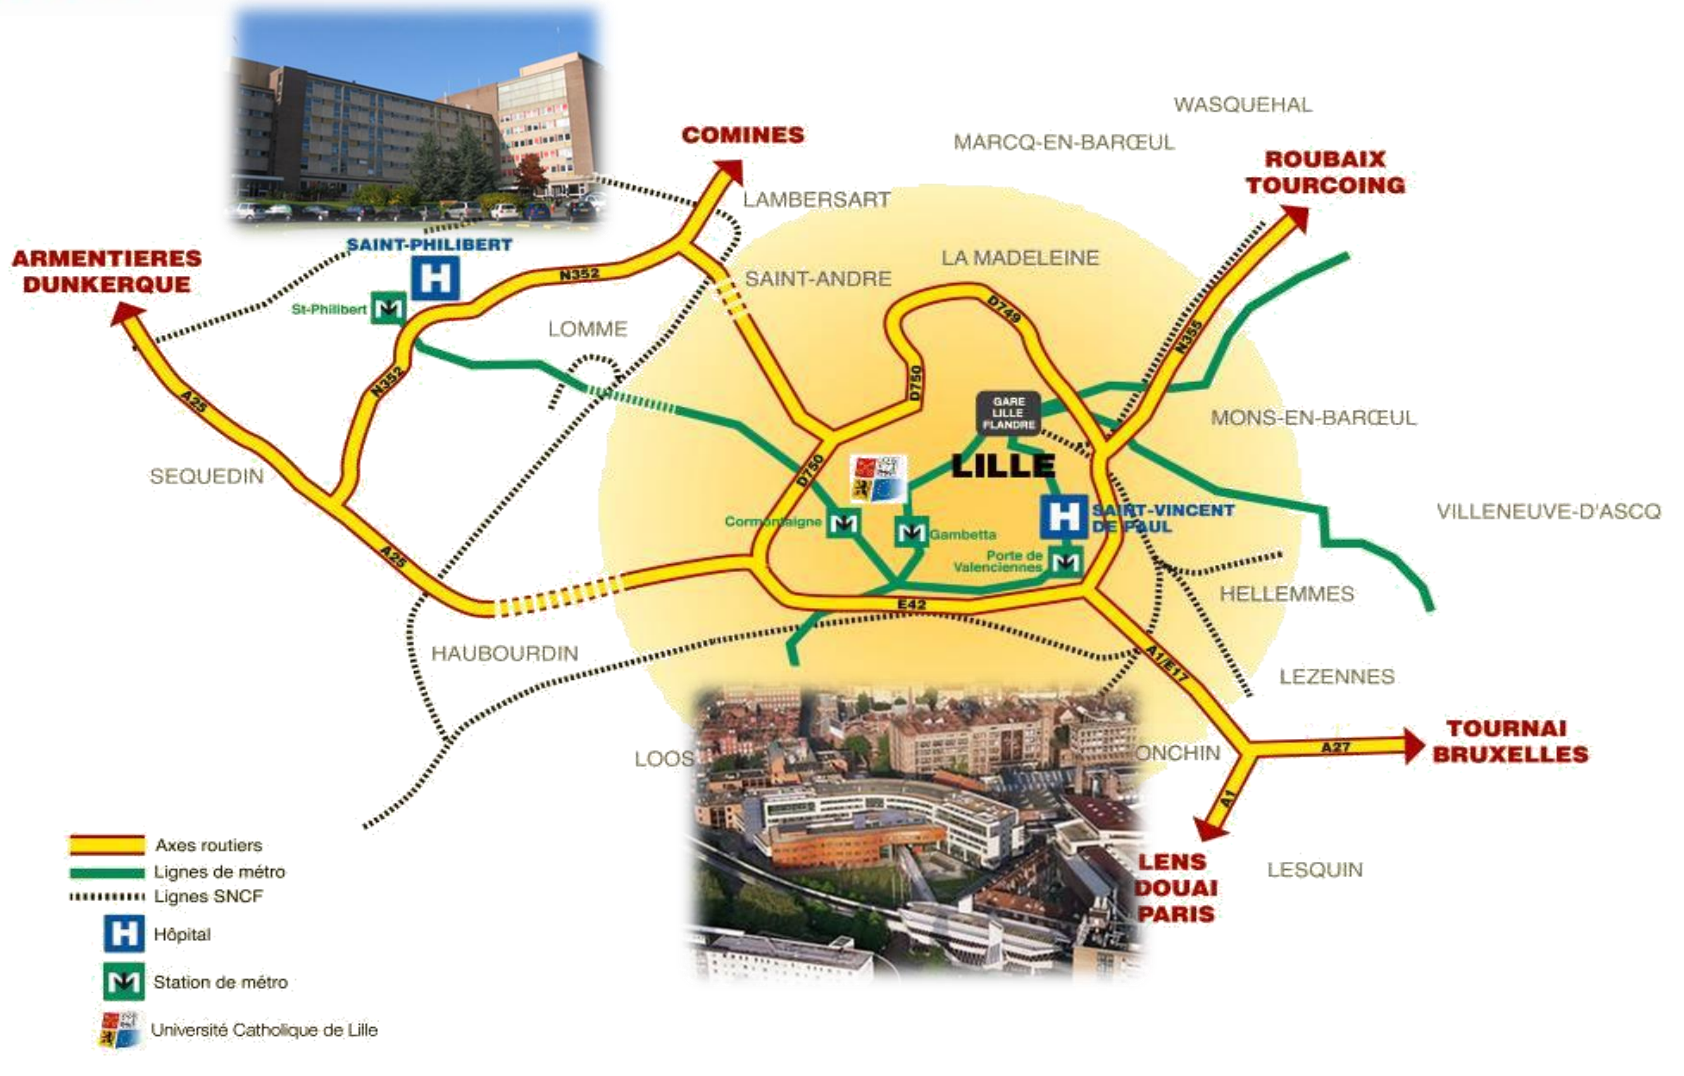 WASQUEHAL
COMINES
MARCQ-EN-BARŒUL
ROUBAIX
TOURCOING
LAMBERSART
SAINT-PHILIBERT
ARMENTIERES
DUNKERQUE
LA MADELEINE
N352
SAINT-ANDRE
St-Philibert
D749
LOMME
N355
N352
D750
A25
GARE
LILLE
FLANDRE
MONS-EN-BARŒUL
LILLE
D750
SEQUEDIN
SAINT-VINCENT
DE PAUL
VILLENEUVE-D'ASCQ
Cormontaigne
Gambetta
Porte de
Valenciennes
A25
HELLEMMES
E42
HAUBOURDIN
A1/E17
LEZENNES
TOURNAI
BRUXELLES
A27
LOOS
ONCHIN
A1
LENS
DOUAI
PARIS
LESQUIN
Axes routiers
Lignes de métro
Lignes SNCF
Hôpital
Station de métro
Université Catholique de Lille